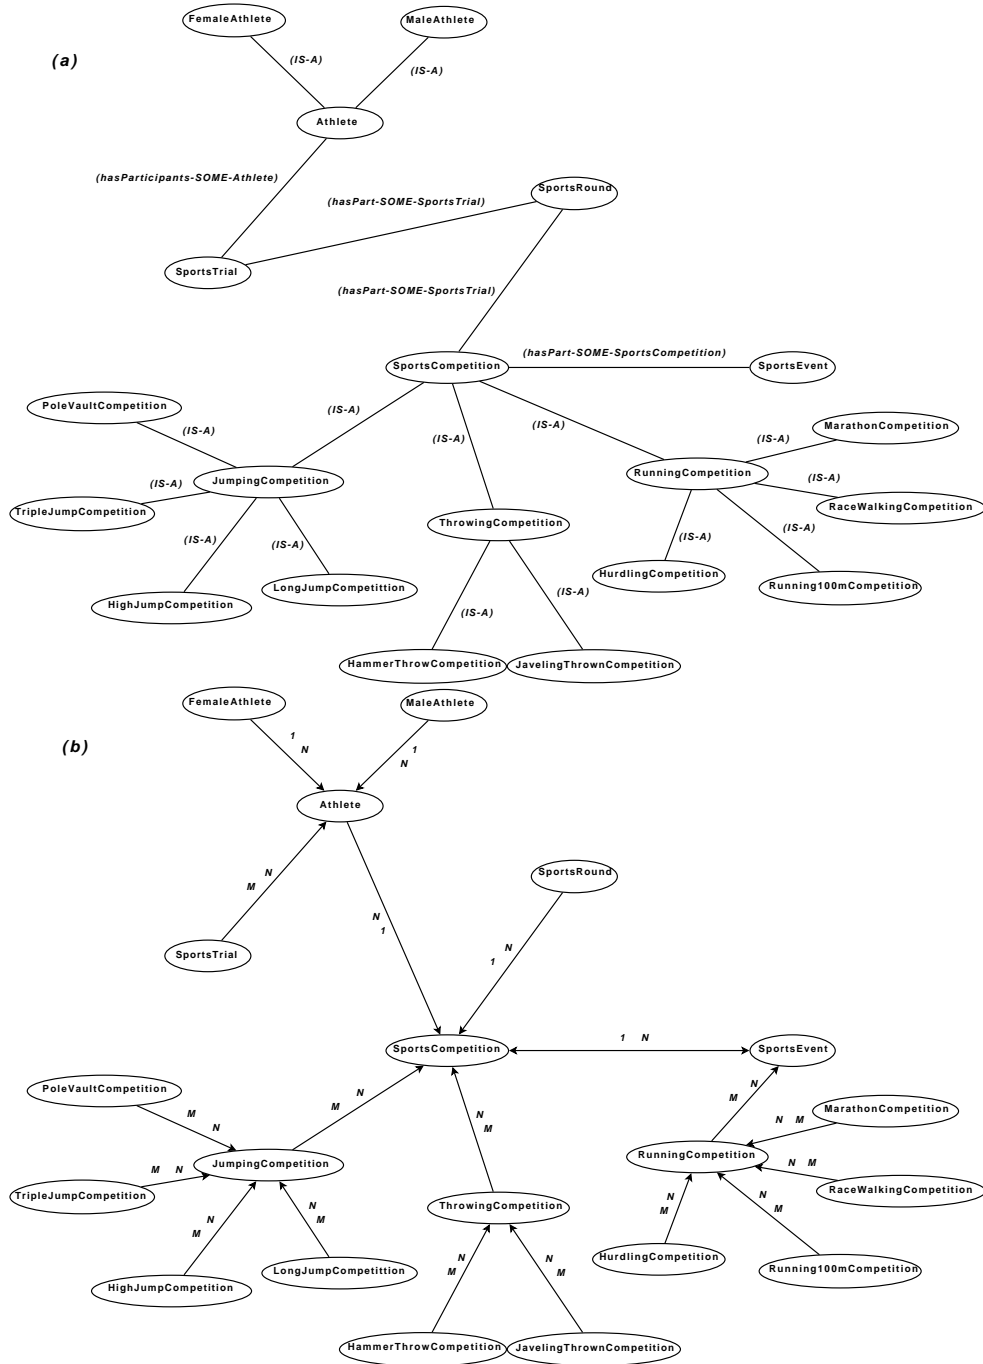 FemaleAthlete
MaleAthlete
(a)
(IS-A)
(IS-A)
Athlete
(hasParticipants-SOME-Athlete)
SportsRound
(hasPart-SOME-SportsTrial)
SportsTrial
(hasPart-SOME-SportsTrial)
(hasPart-SOME-SportsCompetition)
SportsCompetition
SportsEvent
PoleVaultCompetition
(IS-A)
(IS-A)
MarathonCompetition
(IS-A)
(IS-A)
(IS-A)
(IS-A)
JumpingCompetition
RunningCompetition
(IS-A)
(IS-A)
TripleJumpCompetition
RaceWalkingCompetition
ThrowingCompetition
(IS-A)
(IS-A)
(IS-A)
(IS-A)
HurdlingCompetition
LongJumpCompetittion
Running100mCompetition
HighJumpCompetition
(IS-A)
(IS-A)
HammerThrowCompetition
JavelingThrownCompetition
FemaleAthlete
MaleAthlete
(b)
1
N
1
N
Athlete
M N
SportsRound
N
1
SportsTrial
N
1
SportsCompetition
1 N
SportsEvent
PoleVaultCompetition
M N
N
M
M N
MarathonCompetition
M
N
N M
JumpingCompetition
RunningCompetition
M N
N M
TripleJumpCompetition
RaceWalkingCompetition
ThrowingCompetition
N
M
N
M
N
M
N
M
HurdlingCompetition
LongJumpCompetittion
Running100mCompetition
HighJumpCompetition
N
M
N
M
HammerThrowCompetition
JavelingThrownCompetition